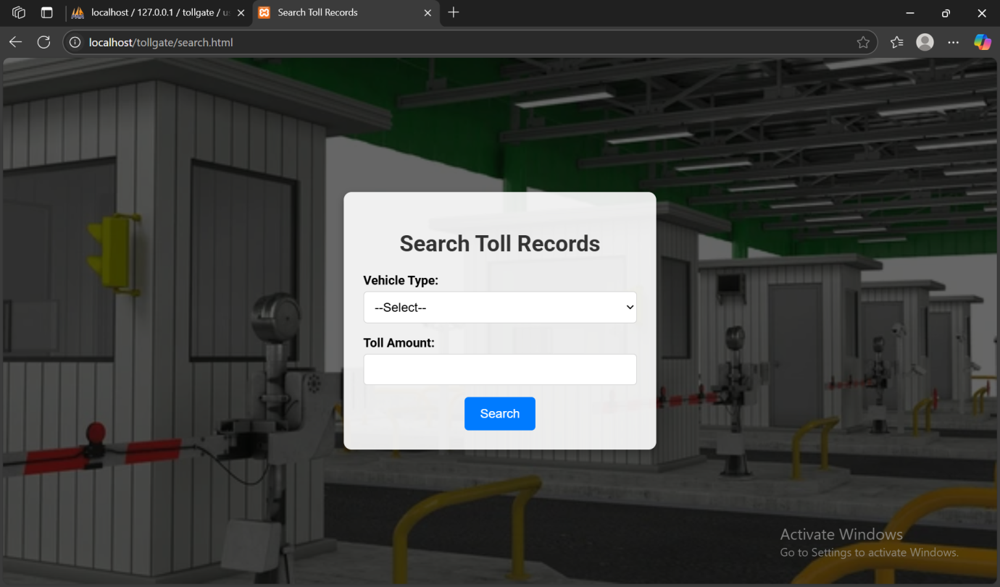 localhost / 127.0.0.1 / tollgate / us
Search Toll Records
localhost/tollgate/search.html
Search Toll Records
Vehicle Type:
--Select--
Toll Amount:
Search
Activate Windows
Go to Settings to activate Windows.